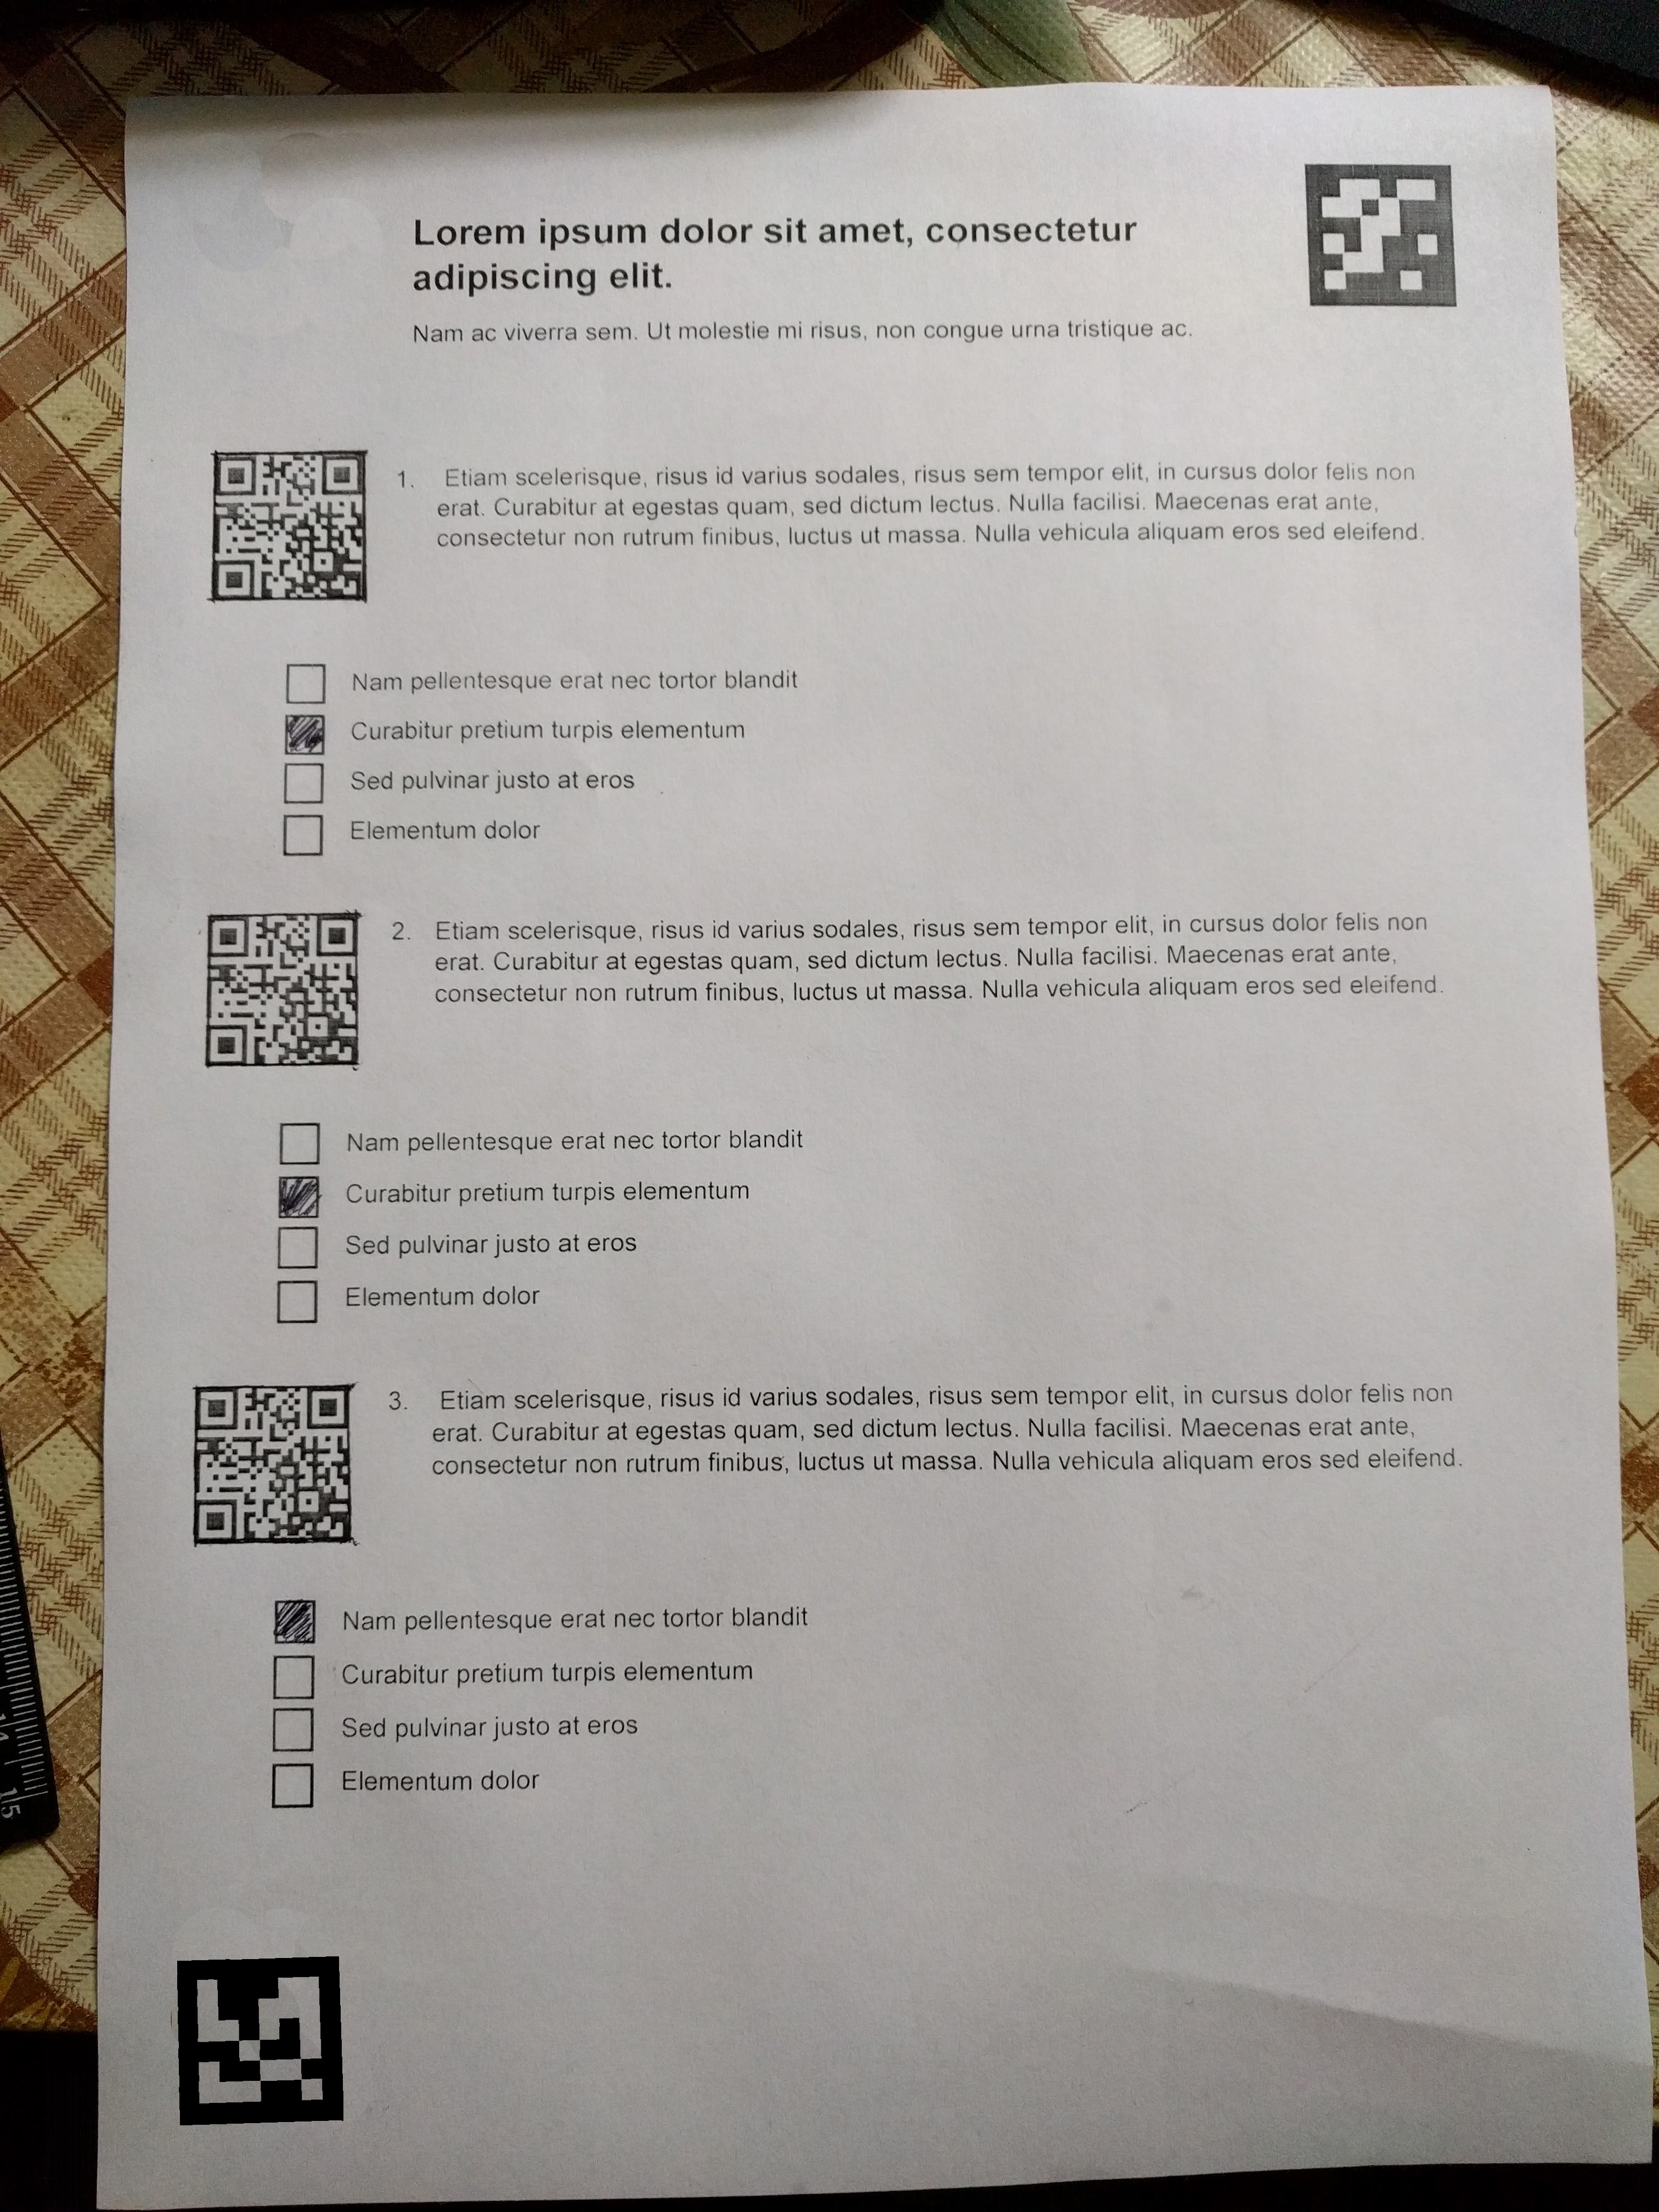 Lorem ipsum dolor sit amet, consectetur
adipiscing elit.
Nam ac viverra sem. Ut molestie mi risus, non congue urna tristique ac.
1. Etiam scelerisque, risus id varius sodales, risus sem tempor elit, in cursus dolor felis non
erat. Curabitur at egestas quam, sed dictum lectus. Nulla facilisi. Maecenas erat ante,
consectetur non rutrum finibus, luctus ut massa. Nulla vehicula aliquam eros sed eleifend.
Nam pellentesque erat nec tortor blandit
Curabitur pretium turpis elementum
Sed pulvinar justo at eros
Elementum dolor
2. Etiam scelerisque, risus id varius sodales, risus sem tempor elit, in cursus dolor felis non
erat. Curabitur at egestas quam, sed dictum lectus. Nulla facilisi. Maecenas erat ante,
consectetur non rutrum finibus, luctus ut massa. Nulla vehicula aliquam eros sed eleifend.
Nam pellentesque erat nec tortor blandit
Curabitur pretium turpis elementum
Sed pulvinar justo at eros
Elementum dolor
3. Etiam scelerisque, risus id varius sodales, risus sem tempor elit, in cursus dolor felis non
erat. Curabitur at egestas quam, sed dictum lectus. Nulla facilisi. Maecenas erat ante,
consectetur non rutrum finibus, luctus ut massa. Nulla vehicula aliquam eros sed eleifend.
Nam pellentesque erat nec tortor blandit
Curabitur pretium turpis elementum
Sed pulvinar justo at eros
Elementum dolor
14
15